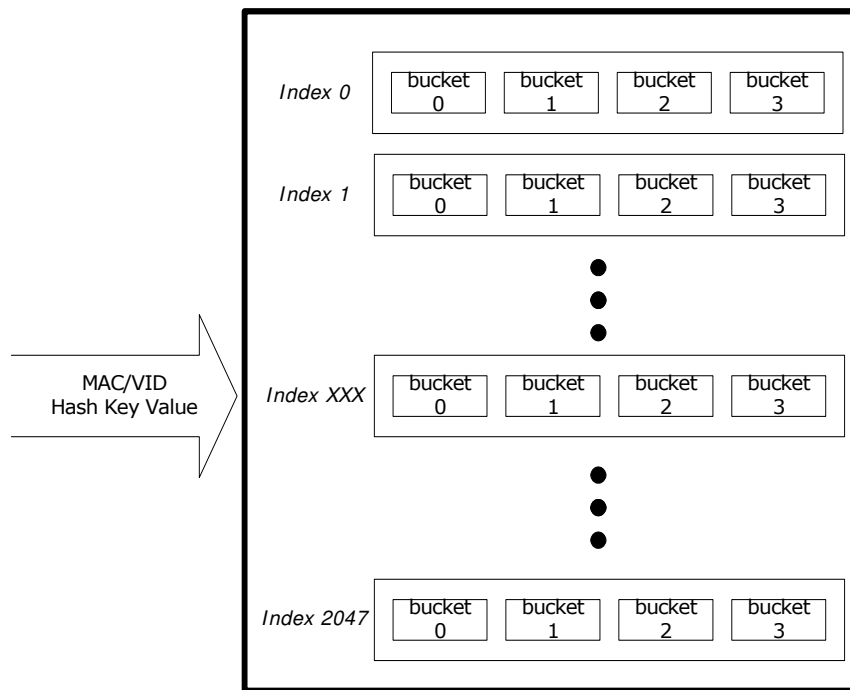 Index 0
bucket 0
bucket 1
bucket 2
bucket 3
Index 1
bucket 0
bucket 1
bucket 2
bucket 3
MAC/VID
Hash Key Value
Index XXX
bucket 0
bucket 1
bucket 2
bucket 3
Index 2047
bucket 0
bucket 1
bucket 2
bucket 3